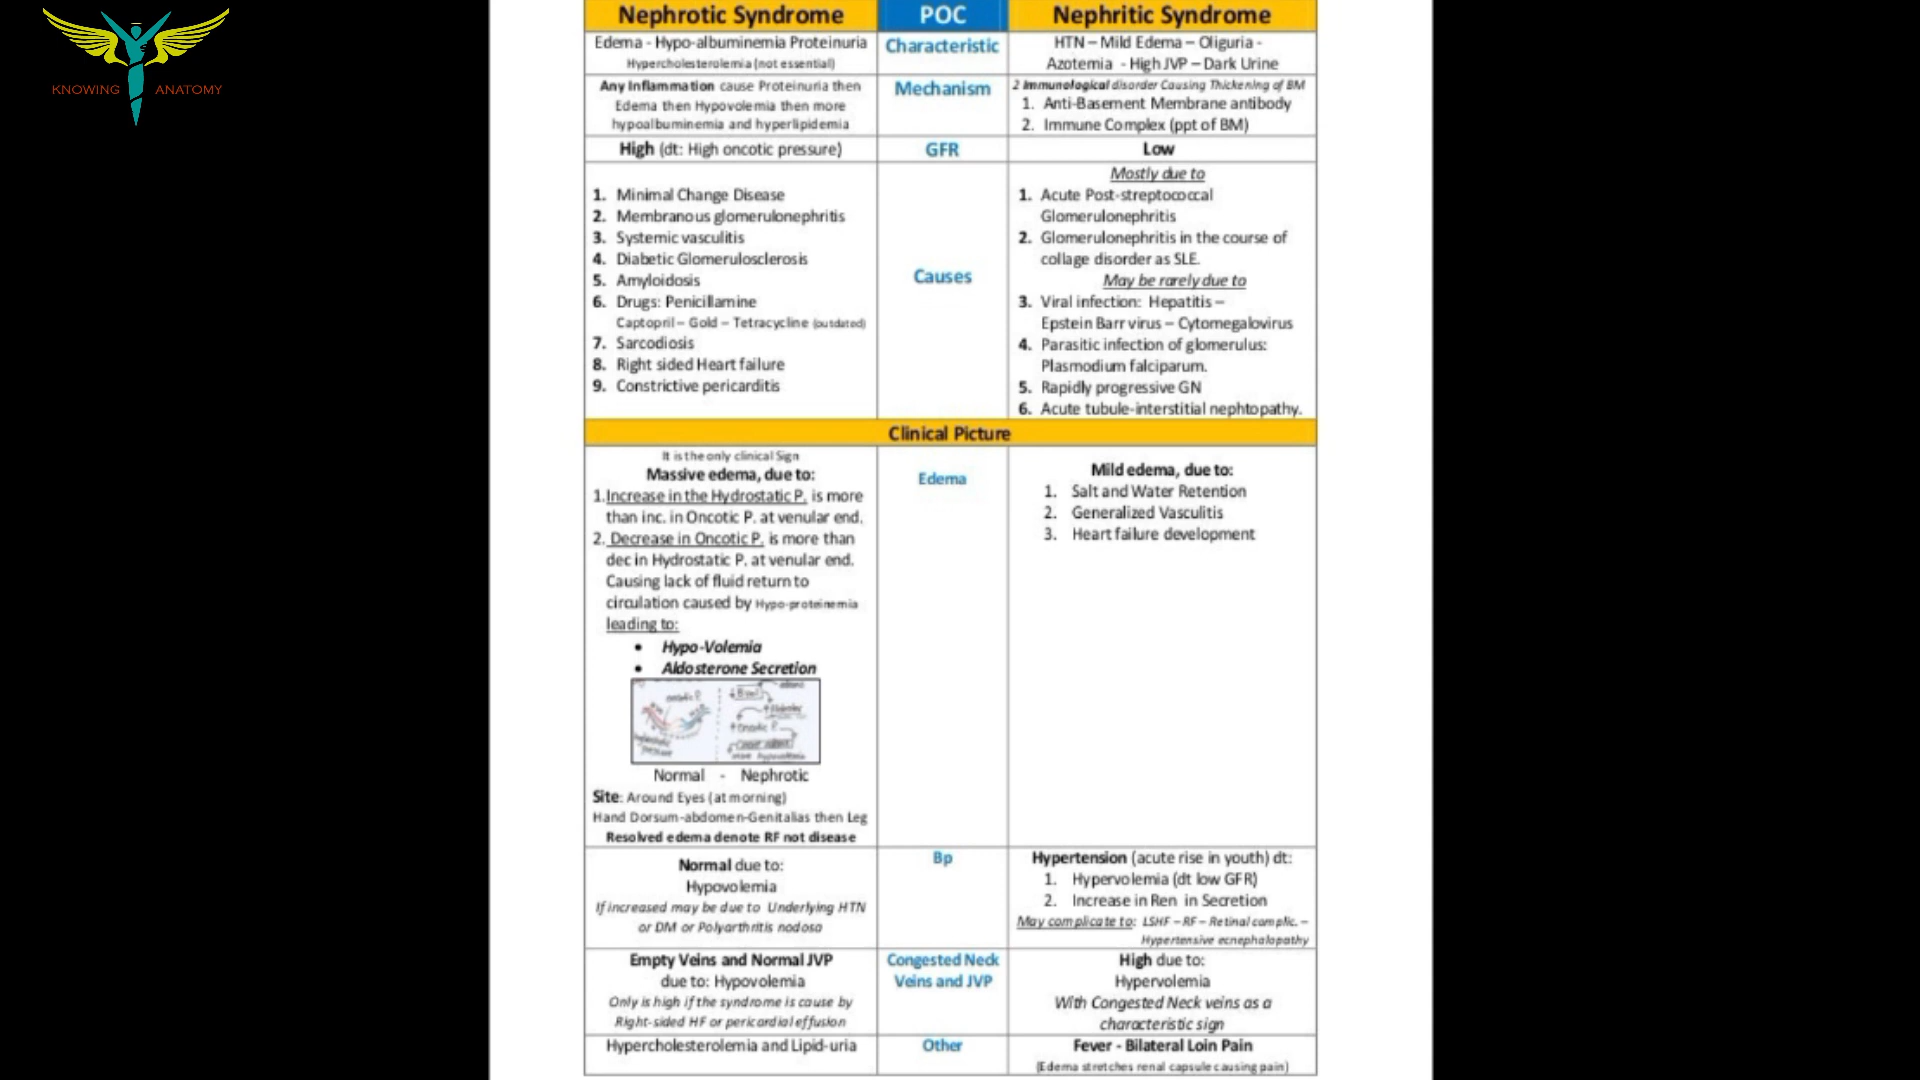 KNOWING ANATOMY
Nephrotic Syndrome POC Nephritic Syndrome
Edema - Hypo-albuminemia Proteinuria
Hypercholesterolemia (not essential)
Characteristic
HTN – Mild Edema – Oliguria -
Azotemia - High JVP – Dark Urine
Any Inflammation cause Proteinuria then
Edema then Hypovolemia then more
hypoalbuminemia and hyperlipidemia
Mechanism
2 Immunological disorder Causing Thickening of BM
1. Anti-Basement Membrane antibody
2. Immune Complex (ppt of BM)
High (dt: High oncotic pressure)
GFR
Low
1. Minimal Change Disease
2. Membranous glomerulonephritis
3. Systemic vasculitis
4. Diabetic Glomerulosclerosis
5. Amyloidosis
6. Drugs: Penicillamine
Captopril – Gold – Tetracycline (outdated)
7. Sarcodiosis
8. Right sided Heart failure
9. Constrictive pericarditis
Causes
Mostly due to
1. Acute Post-streptococcal
Glomerulonephritis
2. Glomerulonephritis in the course of
collage disorder as SLE.
May be rarely due to
3. Viral infection: Hepatitis –
Epstein Barr virus – Cytomegalovirus
4. Parasitic infection of glomerulus:
Plasmodium falciparum.
5. Rapidly progressive GN
6. Acute tubule-interstitial nephtopathy.
Clinical Picture
It is the only clinical Sign
Massive edema, due to:
1. Increase in the Hydrostatic P. is more
than inc. in Oncotic P. at venular end.
2. Decrease in Oncotic P. is more than
dec in Hydrostatic P. at venular end.
Causing lack of fluid return to
circulation caused by Hypo-proteinemia
leading to:
• Hypo-Volemia
• Aldosterone Secretion
oncotic P.
Normal - Nephrotic
Site: Around Eyes (at morning)
Hand Dorsum-abdomen-Genitalias then Leg
Resolved edema denote RF not disease
Edema
Mild edema, due to:
1. Salt and Water Retention
2. Generalized Vasculitis
3. Heart failure development
Normal due to:
Hypovolemia
If increased may be due to Underlying HTN
or DM or Polyarthritis nodosa
Bp
Hypertension (acute rise in youth) dt:
1. Hypervolemia (dt low GFR)
2. Increase in Ren in Secretion
May complicate to: LSHF – RF – Retinal complic. –
Hypertensive ecnephalopathy
Empty Veins and Normal JVP
due to: Hypovolemia
Only is high if the syndrome is cause by
Right-sided HF or pericardial effusion
Congested Neck
Veins and JVP
High due to:
Hypervolemia
With Congested Neck veins as a
characteristic sign
Hypercholesterolemia and Lipid-uria
Other
Fever - Bilateral Loin Pain
(Edema stretches renal capsule causing pain)